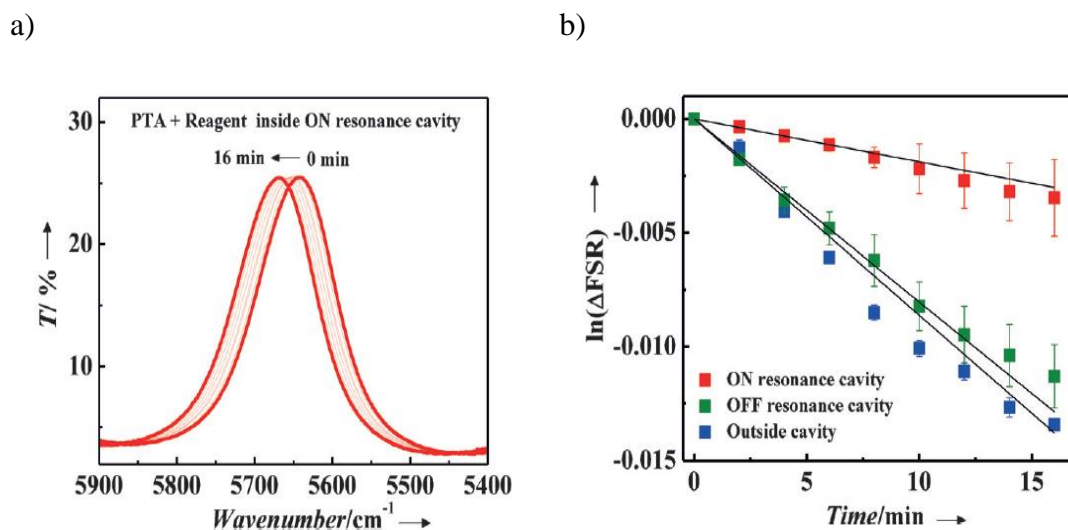 a)
PTA + Reagent inside ON resonance cavity
16 min ← 0 min
30
20
10
T/ % →
5900 5800 5700 5600 5500 5400
Wavenumber/cm⁻¹ →
b)
0.000
-0.005
-0.010
-0.015
ln(ΔFSR) →
ON resonance cavity
OFF resonance cavity
Outside cavity
0 5 10 15
Time/min →